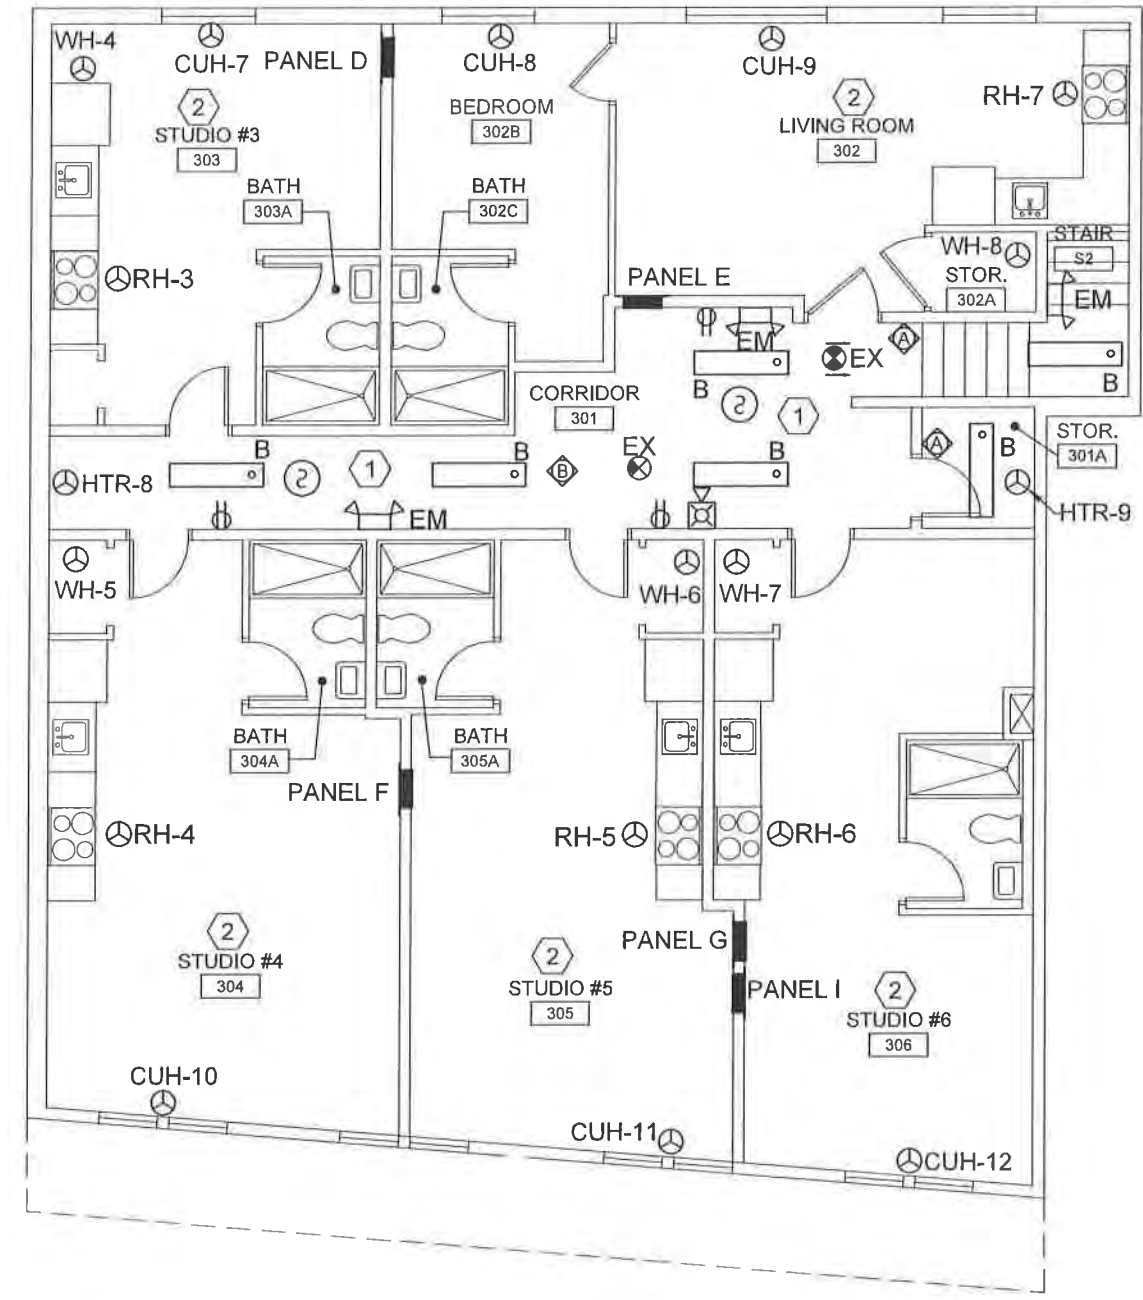 WH-4
CUH-7
PANEL D
CUH-8
CUH-9
RH-7
2
STUDIO #3
303
BEDROOM
302B
2
LIVING ROOM
302
BATH
303A
BATH
302C
RH-3
PANEL E
WH-8
STOR.
302A
STAIR
S2
EM
EM
EX
A
B
B
CORRIDOR
301
2
1
EX
B
B
B
B
A
B
STOR.
301A
HTR-8
2
1
EM
HTR-9
WH-5
WH-6
WH-7
BATH
304A
BATH
305A
PANEL F
RH-4
RH-5
RH-6
2
STUDIO #4
304
PANEL G
2
STUDIO #5
305
PANEL I
2
STUDIO #6
306
CUH-10
CUH-11
CUH-12